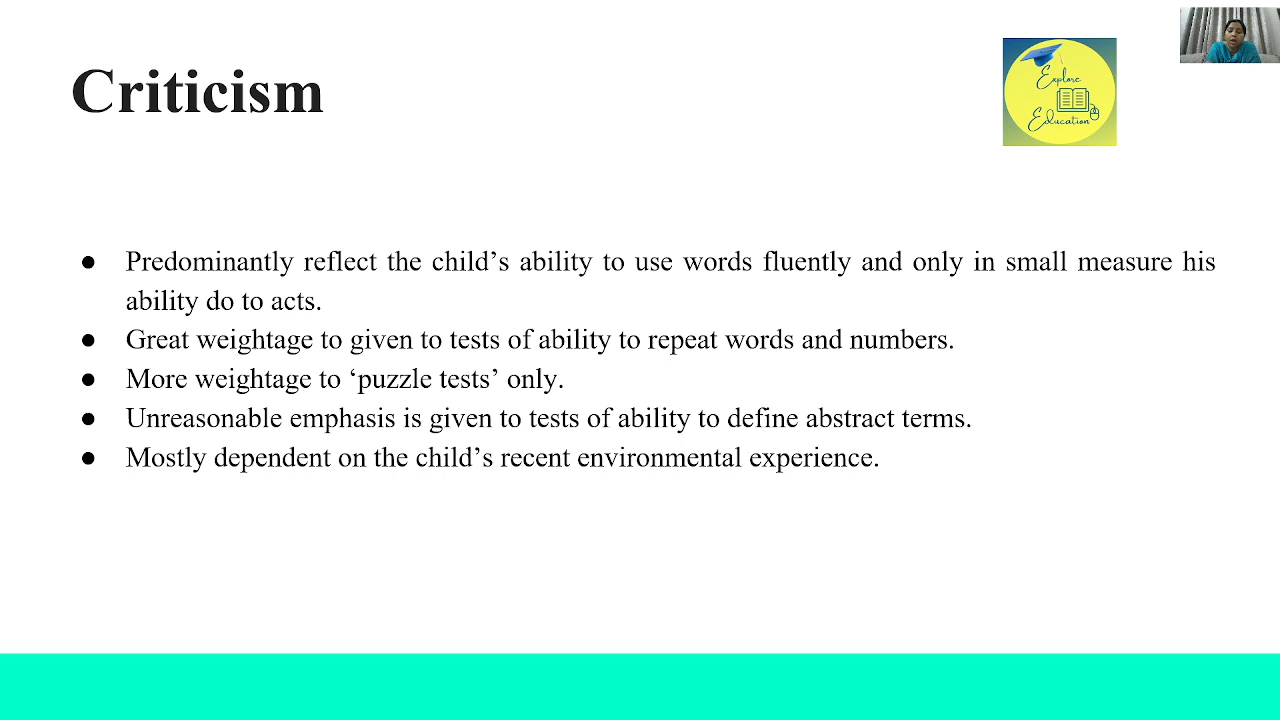 Criticism
Explore
Education
● Predominantly reflect the child’s ability to use words fluently and only in small measure his
ability do to acts.
● Great weightage to given to tests of ability to repeat words and numbers.
● More weightage to ‘puzzle tests’ only.
● Unreasonable emphasis is given to tests of ability to define abstract terms.
● Mostly dependent on the child’s recent environmental experience.